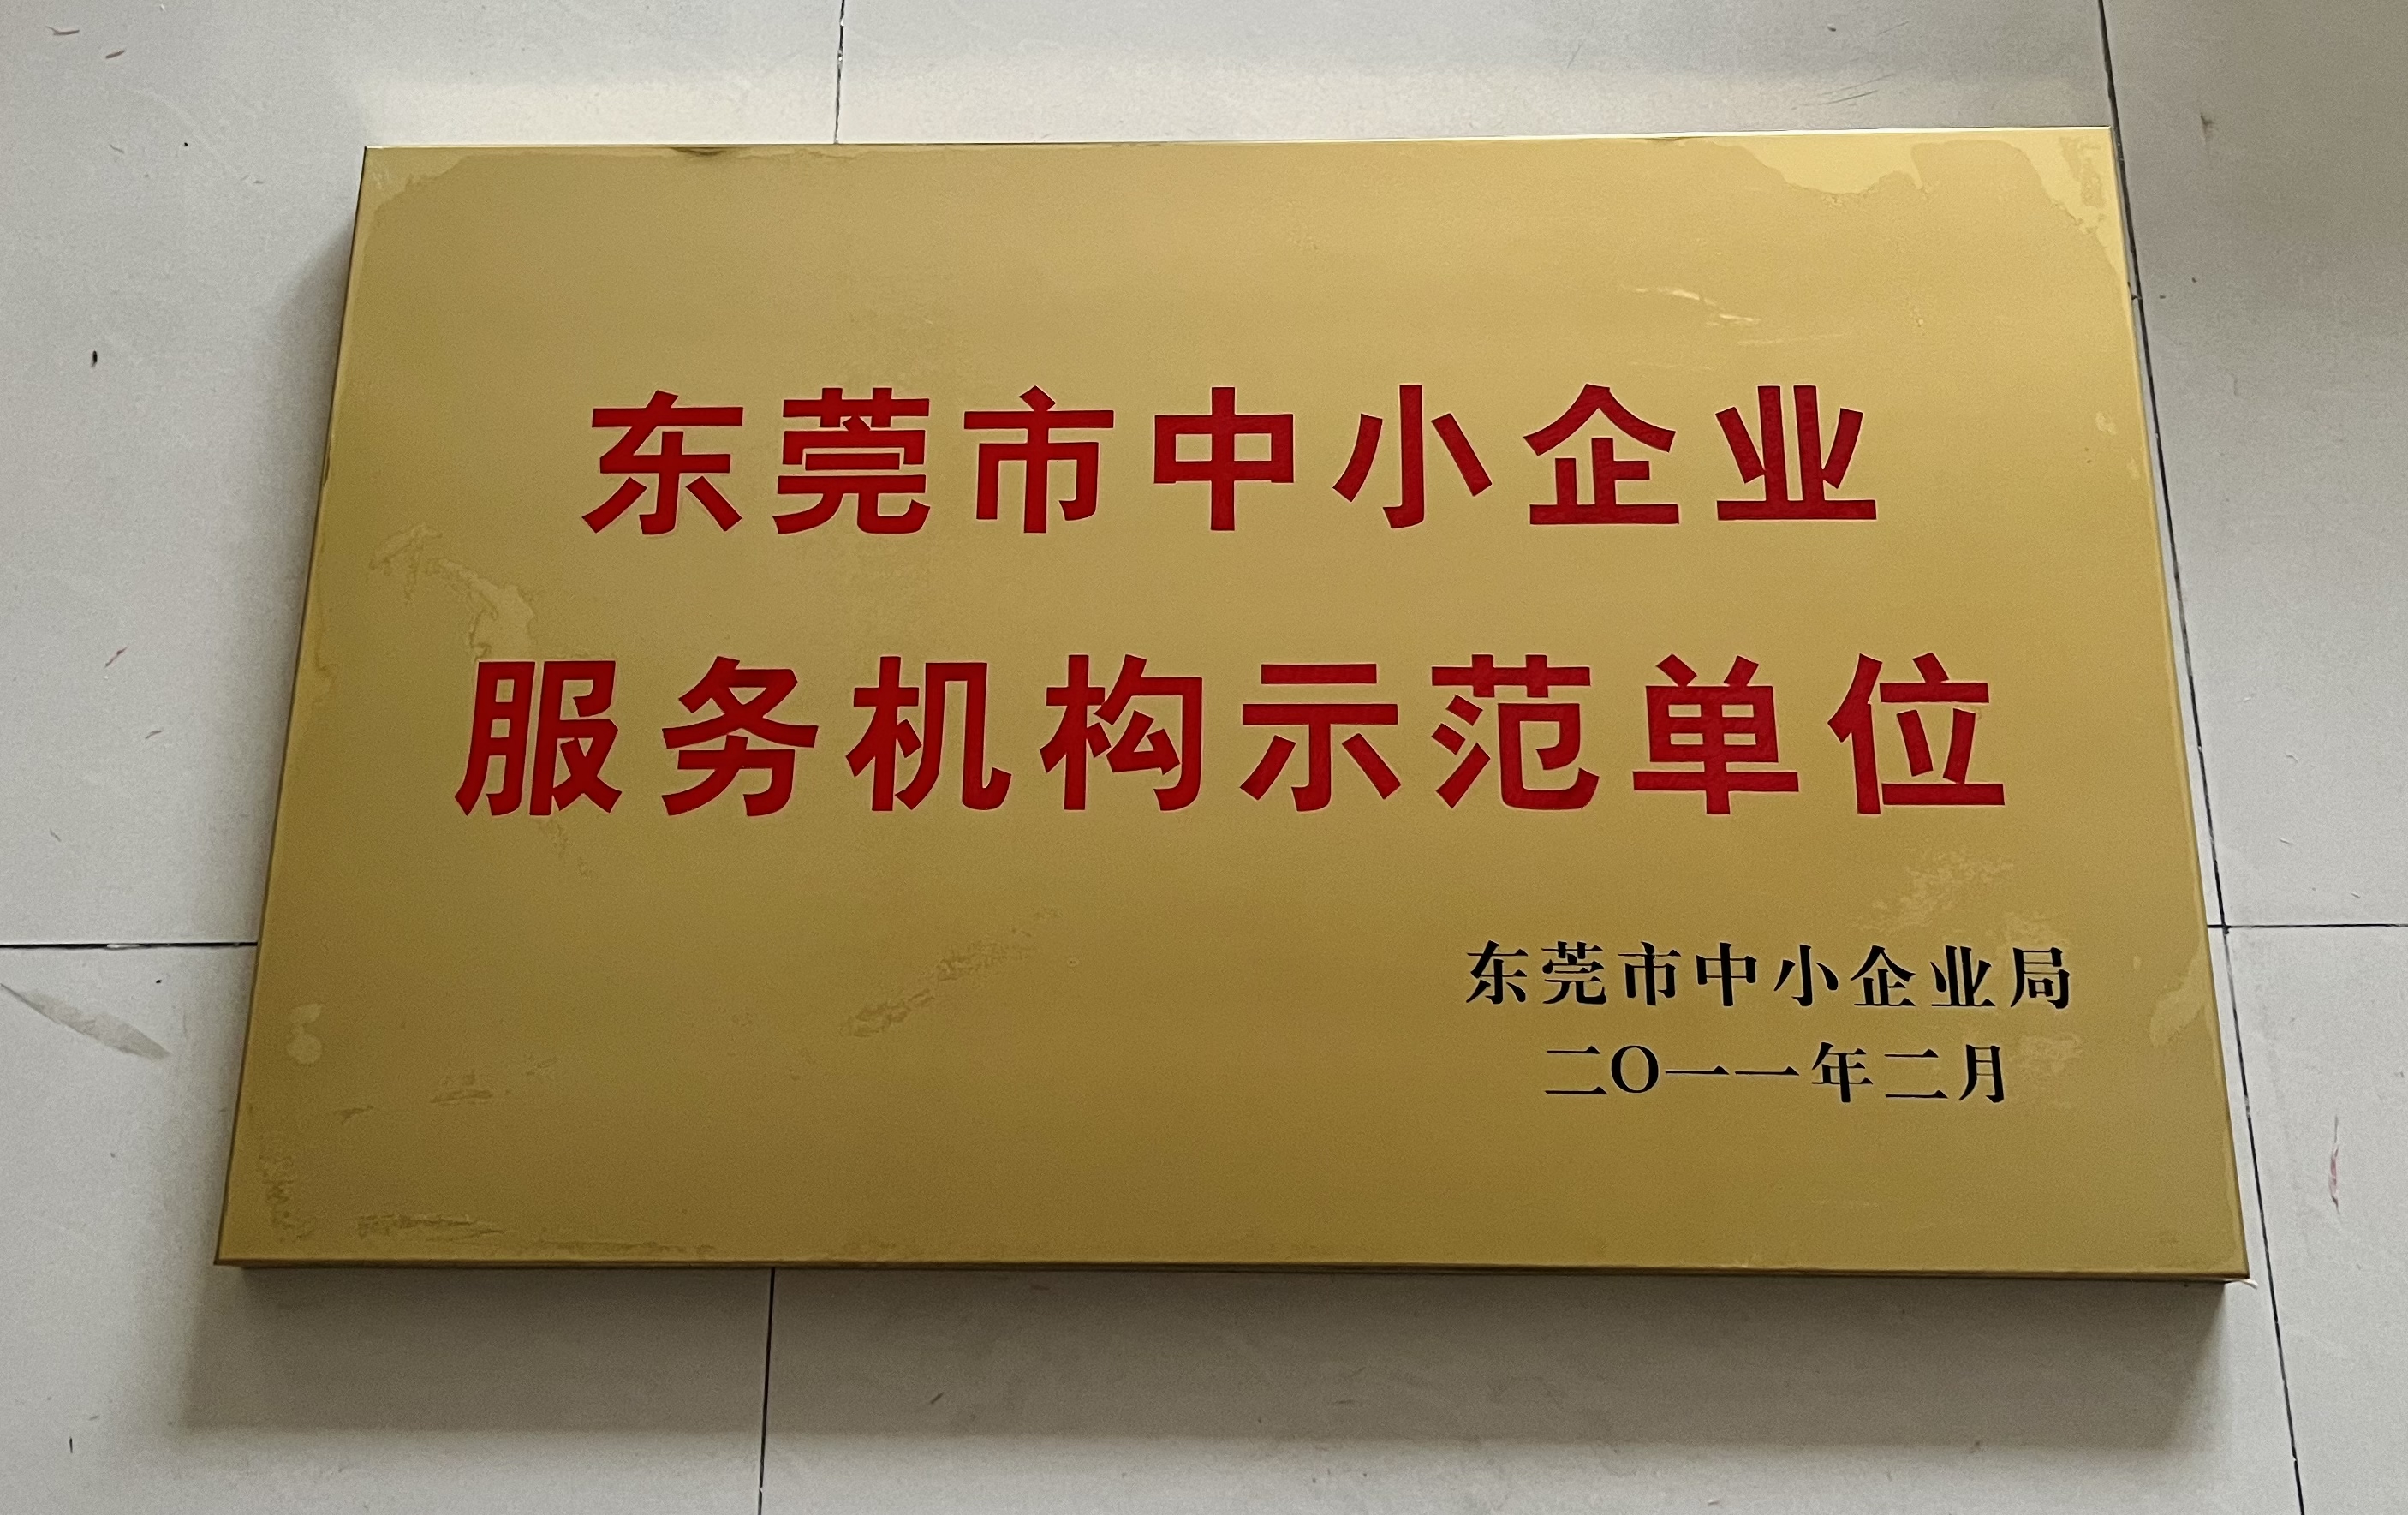 东莞市中小企业
服务机构示范单位
东莞市中小企业局
二〇一一年二月